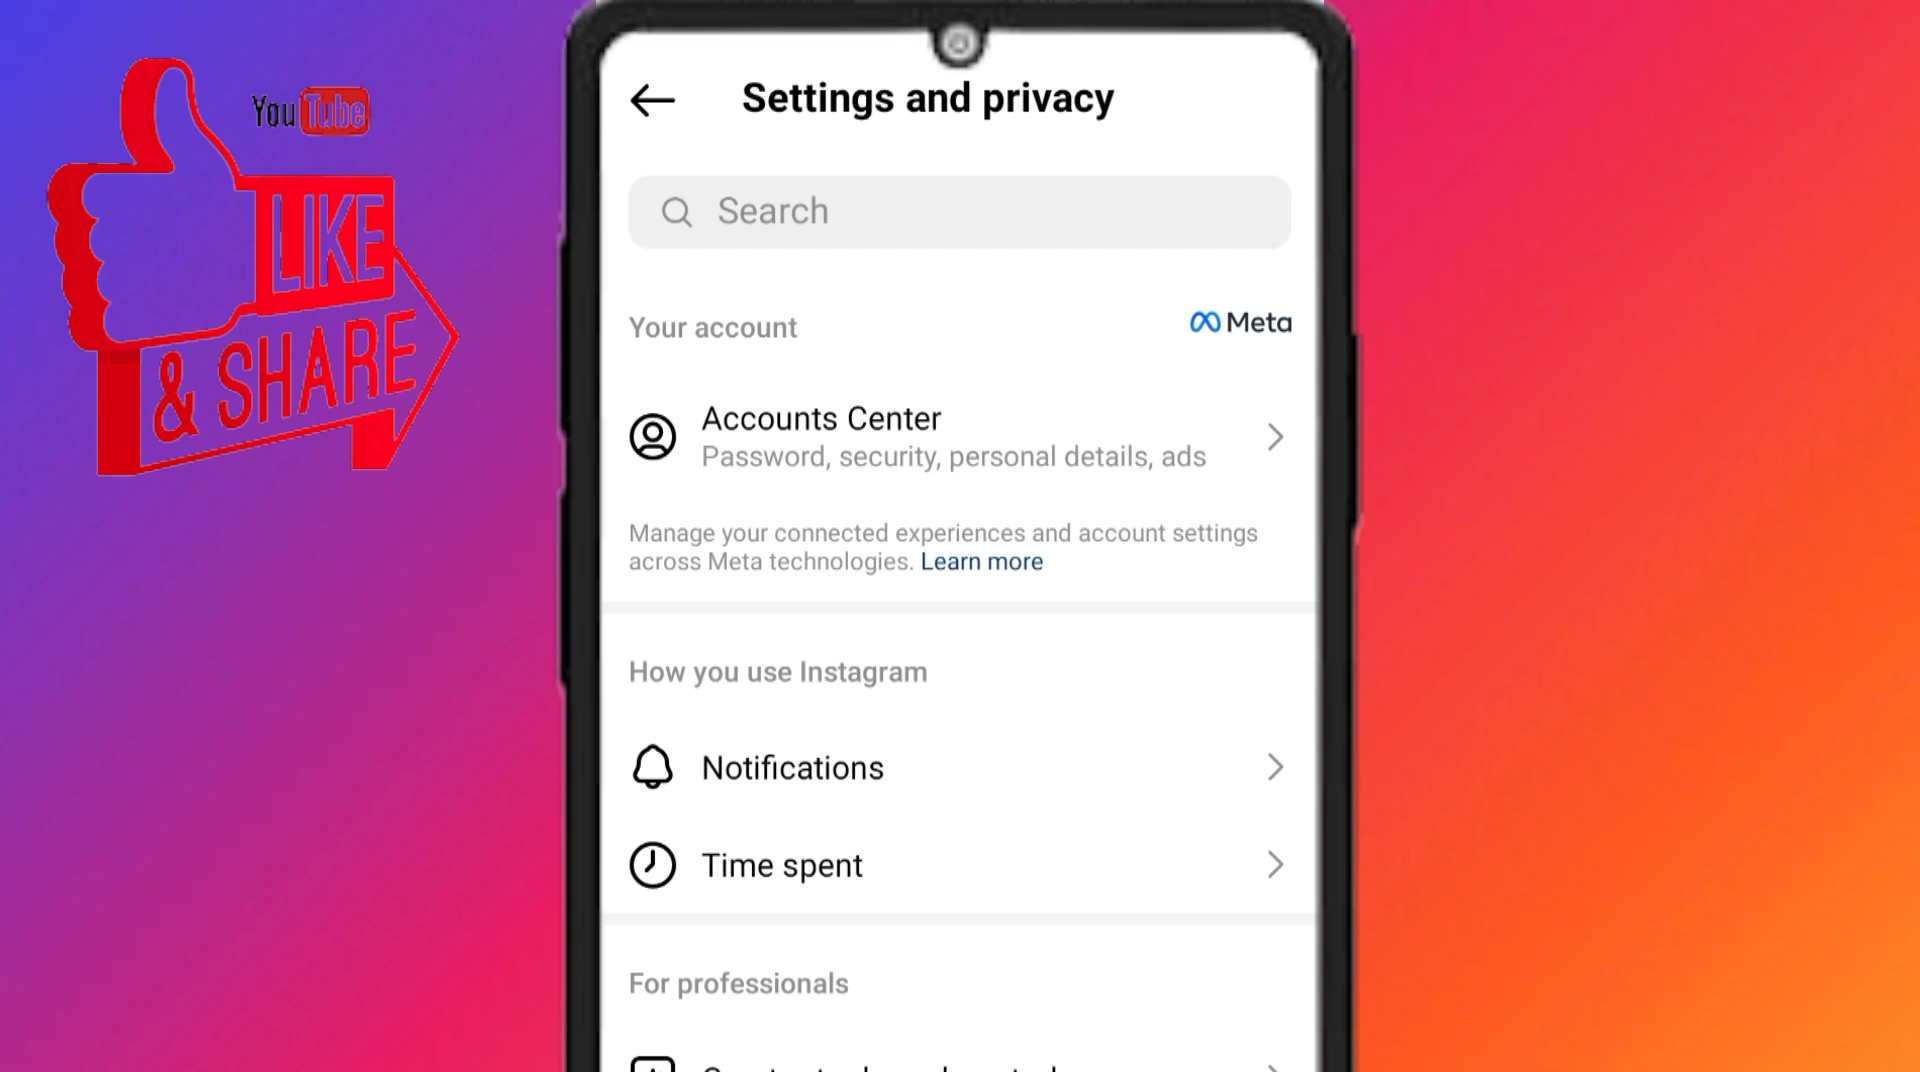 YouTube
LIKE
& SHARE
Settings and privacy
Search
Your account
Meta
Accounts Center
Password, security, personal details, ads
Manage your connected experiences and account settings
across Meta technologies. Learn more
How you use Instagram
Notifications
Time spent
For professionals